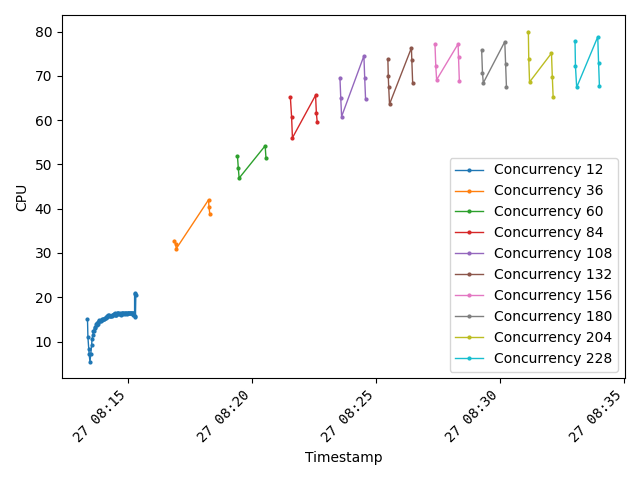 80
70
60
50
40
30
20
10
CPU
Concurrency 12
Concurrency 36
Concurrency 60
Concurrency 84
Concurrency 108
Concurrency 132
Concurrency 156
Concurrency 180
Concurrency 204
Concurrency 228
27 08:15
27 08:20
27 08:25
27 08:30
27 08:35
Timestamp